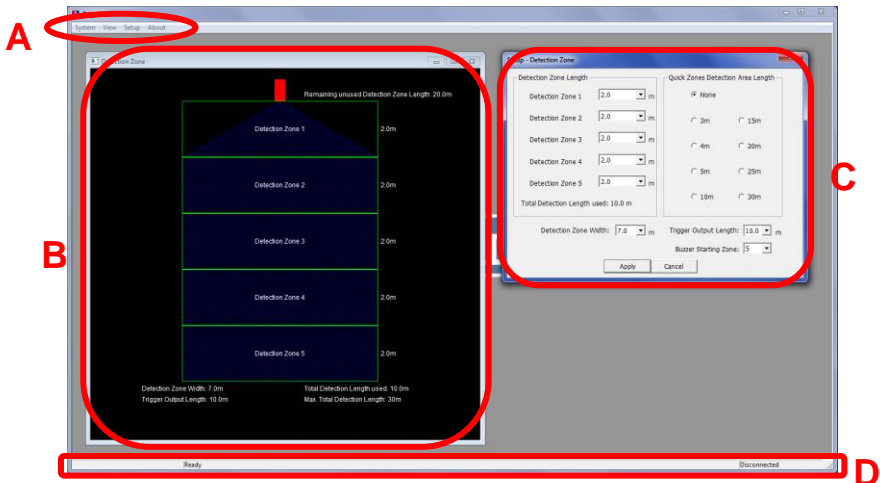 A
System View Setup About
Detection Zone
Remaining unused Detection Zone Length: 20.0m
Detection Zone 1 2.0m
Detection Zone 2 2.0m
Detection Zone 3 2.0m
Detection Zone 4 2.0m
Detection Zone 5 2.0m
Detection Zone Width: 7.0m Total Detection Length used: 10.0m
Trigger Output Length: 10.0m Max. Total Detection Length: 30m
B
Setup - Detection Zone
Detection Zone Length
Detection Zone 1 2.0 m
Detection Zone 2 2.0 m
Detection Zone 3 2.0 m
Detection Zone 4 2.0 m
Detection Zone 5 2.0 m
Total Detection Length used: 10.0 m
Quick Zones Detection Area Length
None
3m 15m
4m 20m
5m 25m
10m 30m
Detection Zone Width: 7.0 m Trigger Output Length: 10.0 m
Buzzer Starting Zone: 5
Apply Cancel
C
Ready Disconnected
D